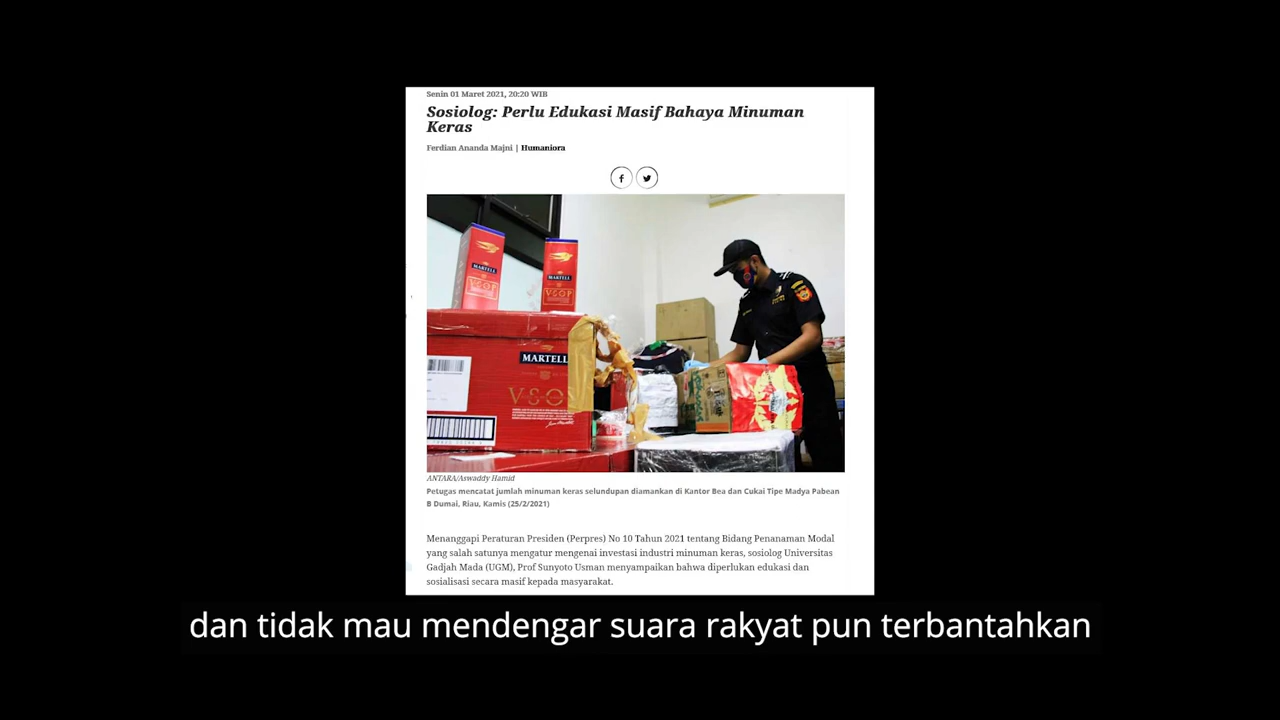 Senin 01 Maret 2021, 20:20 WIB
Sosiolog: Perlu Edukasi Masif Bahaya Minuman
Keras
Ferdian Ananda Majni | Humaniora
MARTELL
VSOP
MARTELL
VSOP
MARTELL
VSO
ANTARA/Aswaddy Hamid
Petugas mencatat jumlah minuman keras selundupan diamankan di Kantor Bea dan Cukai Tipe Madya Pabean
B Dumai, Riau, Kamis (25/2/2021)
Menanggapi Peraturan Presiden (Perpres) No 10 Tahun 2021 tentang Bidang Penanaman Modal
yang salah satunya mengatur mengenai investasi industri minuman keras, sosiolog Universitas
Gadjah Mada (UGM), Prof Sunyoto Usman menyampaikan bahwa diperlukan edukasi dan
sosialisasi secara masif kepada masyarakat.
dan tidak mau mendengar suara rakyat pun terbantahkan